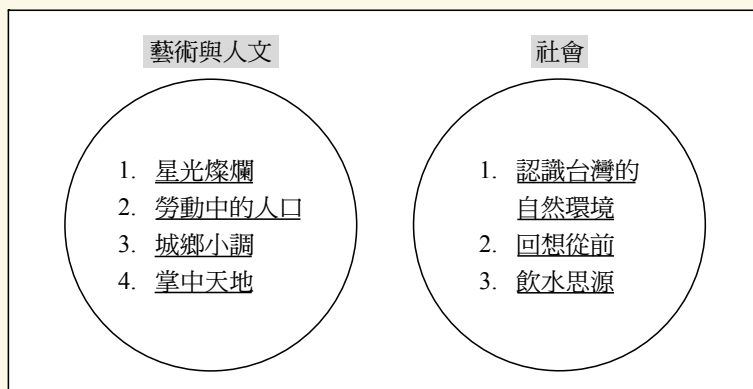 藝術與人文
1. 星光燦爛
2. 勞動中的人口
3. 城鄉小調
4. 掌中天地
社會
1. 認識台灣的
自然環境
2. 回想從前
3. 飲水思源